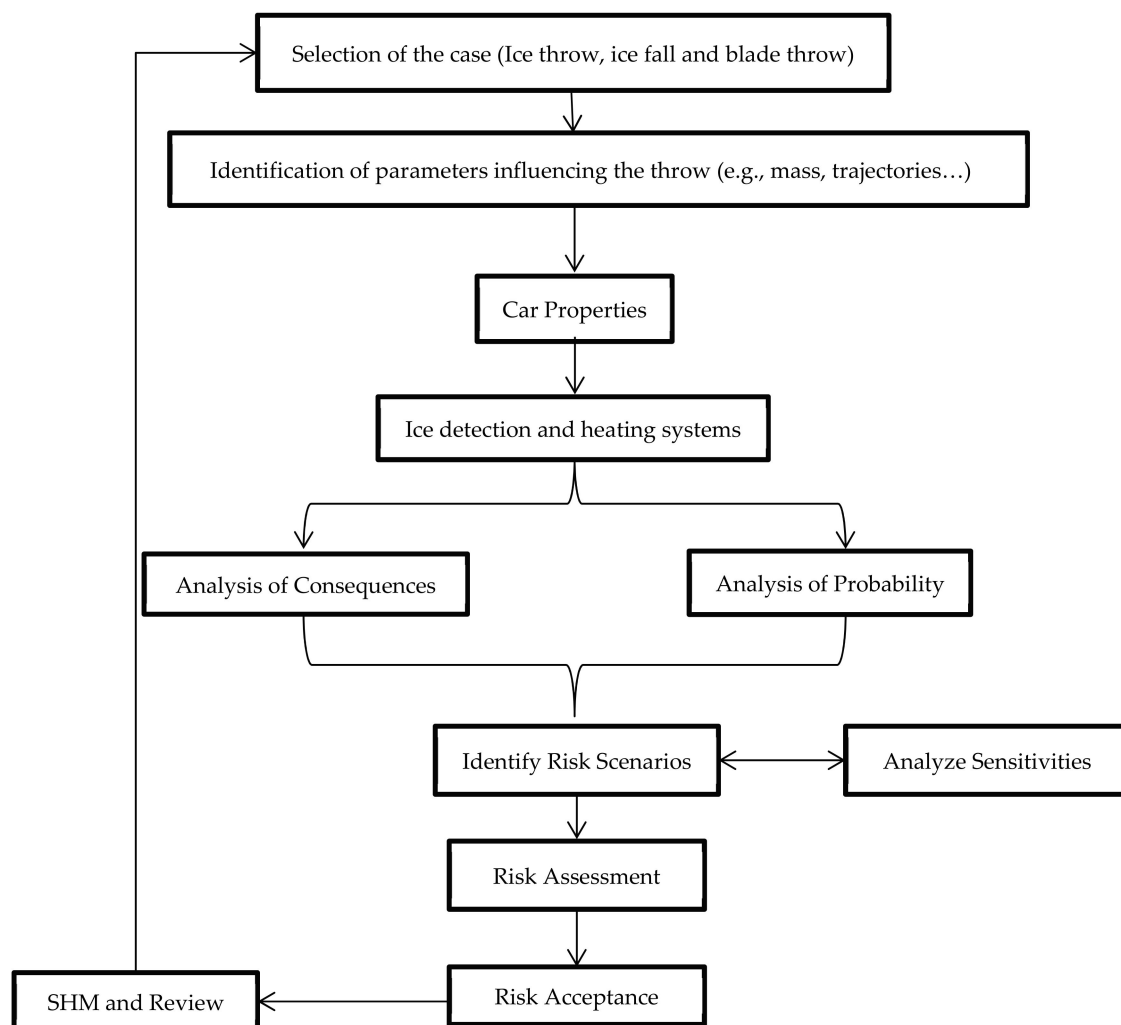 Selection of the case (Ice throw, ice fall and blade throw)
Identification of parameters influencing the throw (e.g., mass, trajectories…)
Car Properties
Ice detection and heating systems
Analysis of Consequences
Analysis of Probability
Identify Risk Scenarios
Analyze Sensitivities
Risk Assessment
Risk Acceptance
SHM and Review